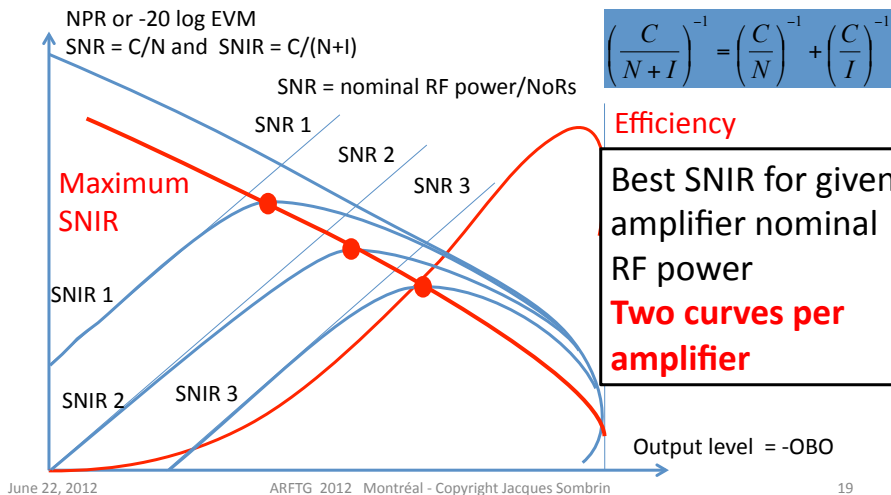 NPR or -20 log EVM
SNR = C/N and SNIR = C/(N+I)
(C/(N + I))^-1 = (C/N)^-1 + (C/I)^-1
SNR = nominal RF power/NoRs
SNR 1
SNR 2
SNR 3
Efficiency
Maximum
SNIR
Best SNIR for given
amplifier nominal
RF power
Two curves per
amplifier
SNIR 1
SNIR 2
SNIR 3
Output level = -OBO
June 22, 2012
ARFTG 2012 Montréal - Copyright Jacques Sombrin
19